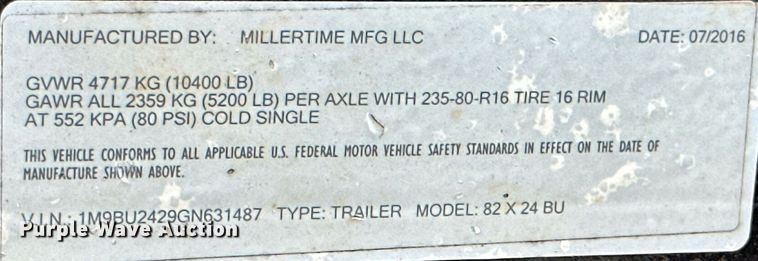 MANUFACTURED BY: MILLERTIME MFG LLC DATE: 07/2016
GVWR 4717 KG (10400 LB)
GAWR ALL 2359 KG (5200 LB) PER AXLE WITH 235-80-R16 TIRE 16 RIM
AT 552 KPA (80 PSI) COLD SINGLE
THIS VEHICLE CONFORMS TO ALL APPLICABLE U.S. FEDERAL MOTOR VEHICLE SAFETY STANDARDS IN EFFECT ON THE DATE OF
MANUFACTURE SHOWN ABOVE.
V.I.N.: 1M9BU2429GN631487 TYPE: TRAILER MODEL: 82 X 24 BU
Purple Wave Auction